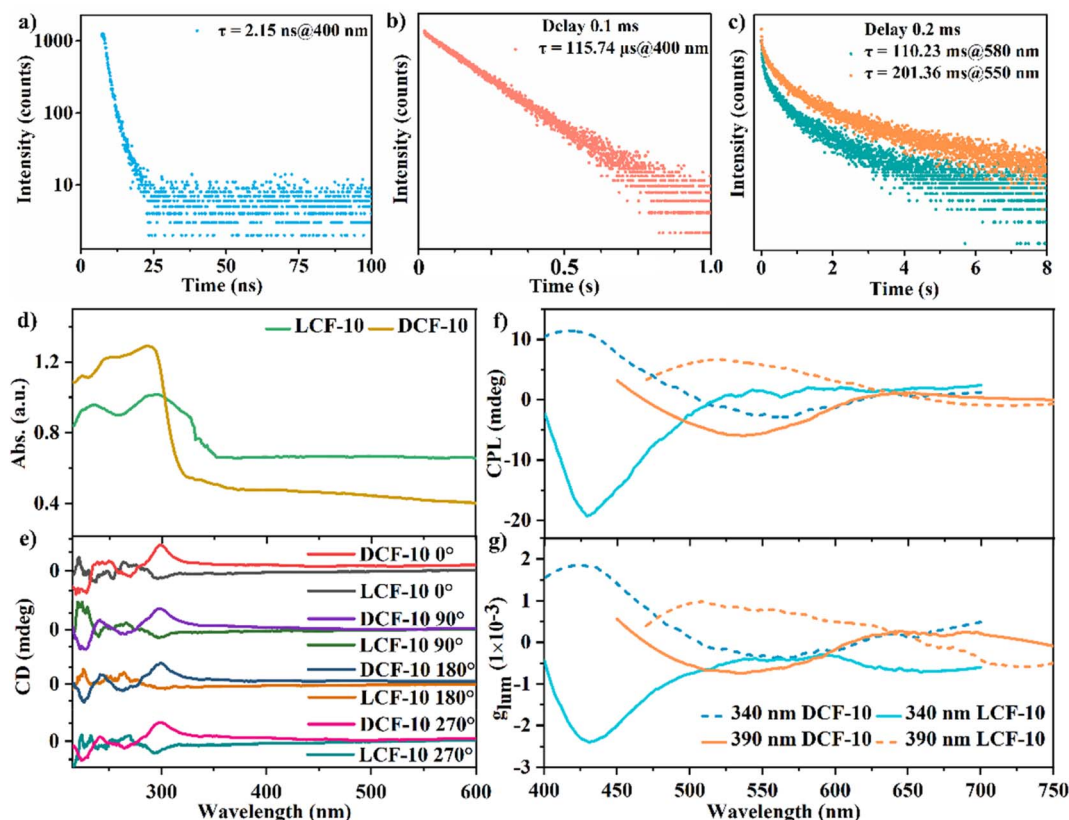 a)
τ = 2.15 ns@400 nm
1000
100
10
Intensity (counts)
0
25
50
75
100
Time (ns)
b)
Delay 0.1 ms
τ = 115.74 μs@400 nm
Intensity (counts)
0.5
1.0
Time (s)
c)
Delay 0.2 ms
τ = 110.23 ms@580 nm
τ = 201.36 ms@550 nm
Intensity (counts)
0
2
4
6
8
Time (s)
d)
LCF-10
DCF-10
1.2
0.8
0.4
Abs. (a.u.)
e)
DCF-10 0°
0
LCF-10 0°
DCF-10 90°
0
LCF-10 90°
DCF-10 180°
0
LCF-10 180°
DCF-10 270°
0
LCF-10 270°
CD (mdeg)
300
400
500
600
Wavelength (nm)
f)
10
0
-10
-20
CPL (mdeg)
g)
2
1
0
-1
-2
-3
glum (1×10-3)
340 nm DCF-10
340 nm LCF-10
390 nm DCF-10
390 nm LCF-10
400
450
500
550
600
650
700
750
Wavelength (nm)